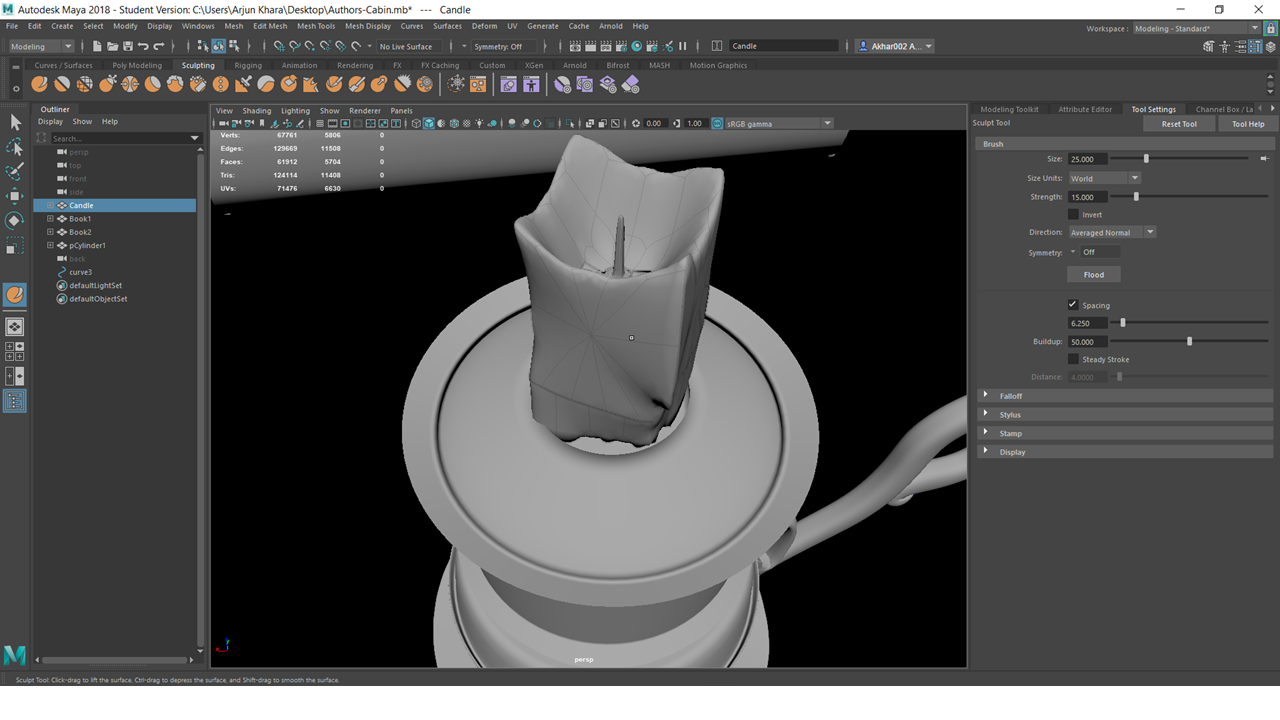 Autodesk Maya 2018 - Student Version: C:\Users\Arjun Khara\Desktop\Authors-Cabin.mb* --- Candle
File Edit Create Select Modify Display Windows Mesh Edit Mesh Mesh Tools Mesh Display Curves Surfaces Deform UV Generate Cache Arnold Help
Workspace : Modeling - Standard*
Modeling No Live Surface Symmetry: Off Candle Akhar002 A...
Curves / Surfaces Poly Modeling Sculpting Rigging Animation Rendering FX FX Caching Custom XGen Arnold Bifrost MASH Motion Graphics
Outliner
Display Show Help
Search...
persp
top
front
side
Candle
Book1
Book2
pCylinder1
back
curve3
defaultLightSet
defaultObjectSet
View Shading Lighting Show Renderer Panels
0.00 1.00 sRGB gamma
Verts: 67761 5806 0
Edges: 129669 11508 0
Faces: 61912 5704 0
Tris: 124114 11408 0
UVs: 71476 6630 0
persp
Modeling Toolkit Attribute Editor Tool Settings Channel Box / La
Sculpt Tool Reset Tool Tool Help
Brush
Size: 25.000
Size Units: World
Strength: 15.000
Invert
Direction: Averaged Normal
Symmetry: Off
Flood
Spacing
6.250
Buildup: 50.000
Steady Stroke
Distance: 4.0000
Falloff
Stylus
Stamp
Display
Sculpt Tool: Click-drag to lift the surface, Ctrl-drag to depress the surface, and Shift-drag to smooth the surface.